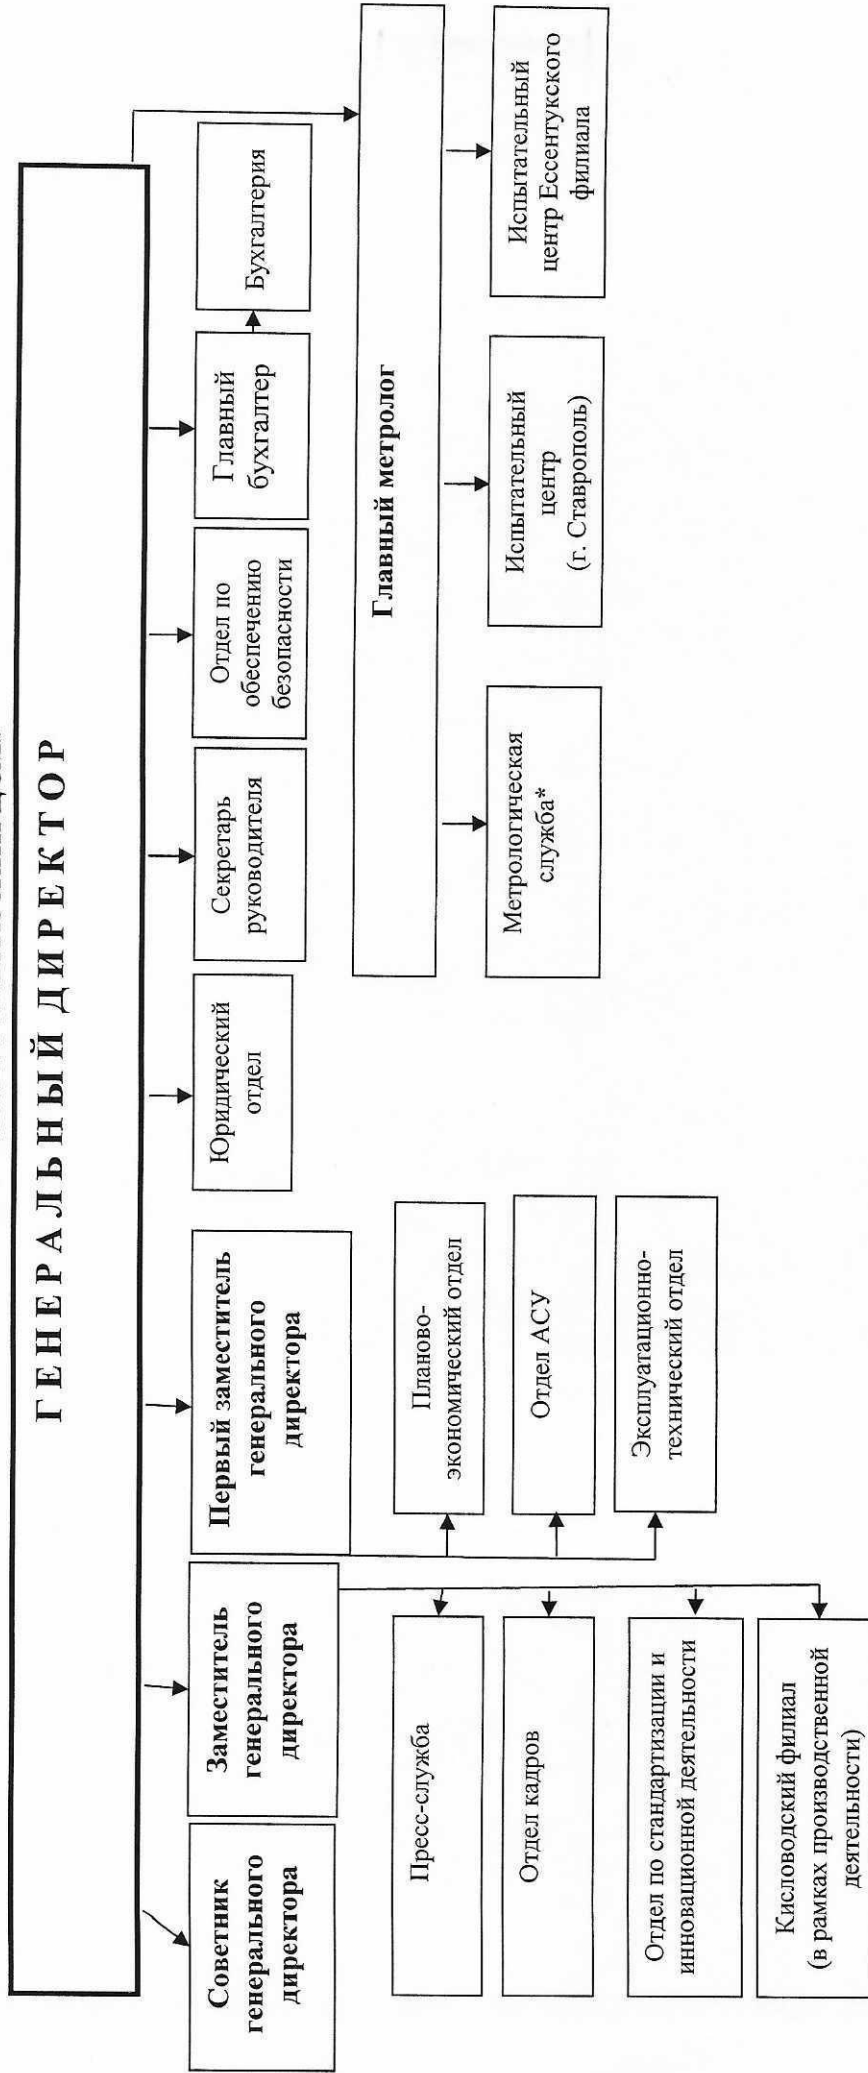 ГЕНЕРАЛЬНЫЙ ДИРЕКТОР
Советник
генерального
директора
Заместитель
генерального
директора
Первый заместитель
генерального
директора
Юридический
отдел
Секретарь
руководителя
Отдел по
обеспечению
безопасности
Главный
бухгалтер
Бухгалтерия
Главный метролог
Пресс-служба
Отдел кадров
Отдел по стандартизации и
инновационной деятельности
Кисловодский филиал
(в рамках производственной
деятельности)
Планово-
экономический отдел
Отдел АСУ
Эксплуатационно-
технический отдел
Метрологическая
служба*
Испытательный
центр
(г. Ставрополь)
Испытательный
центр Ессентукского
филиала